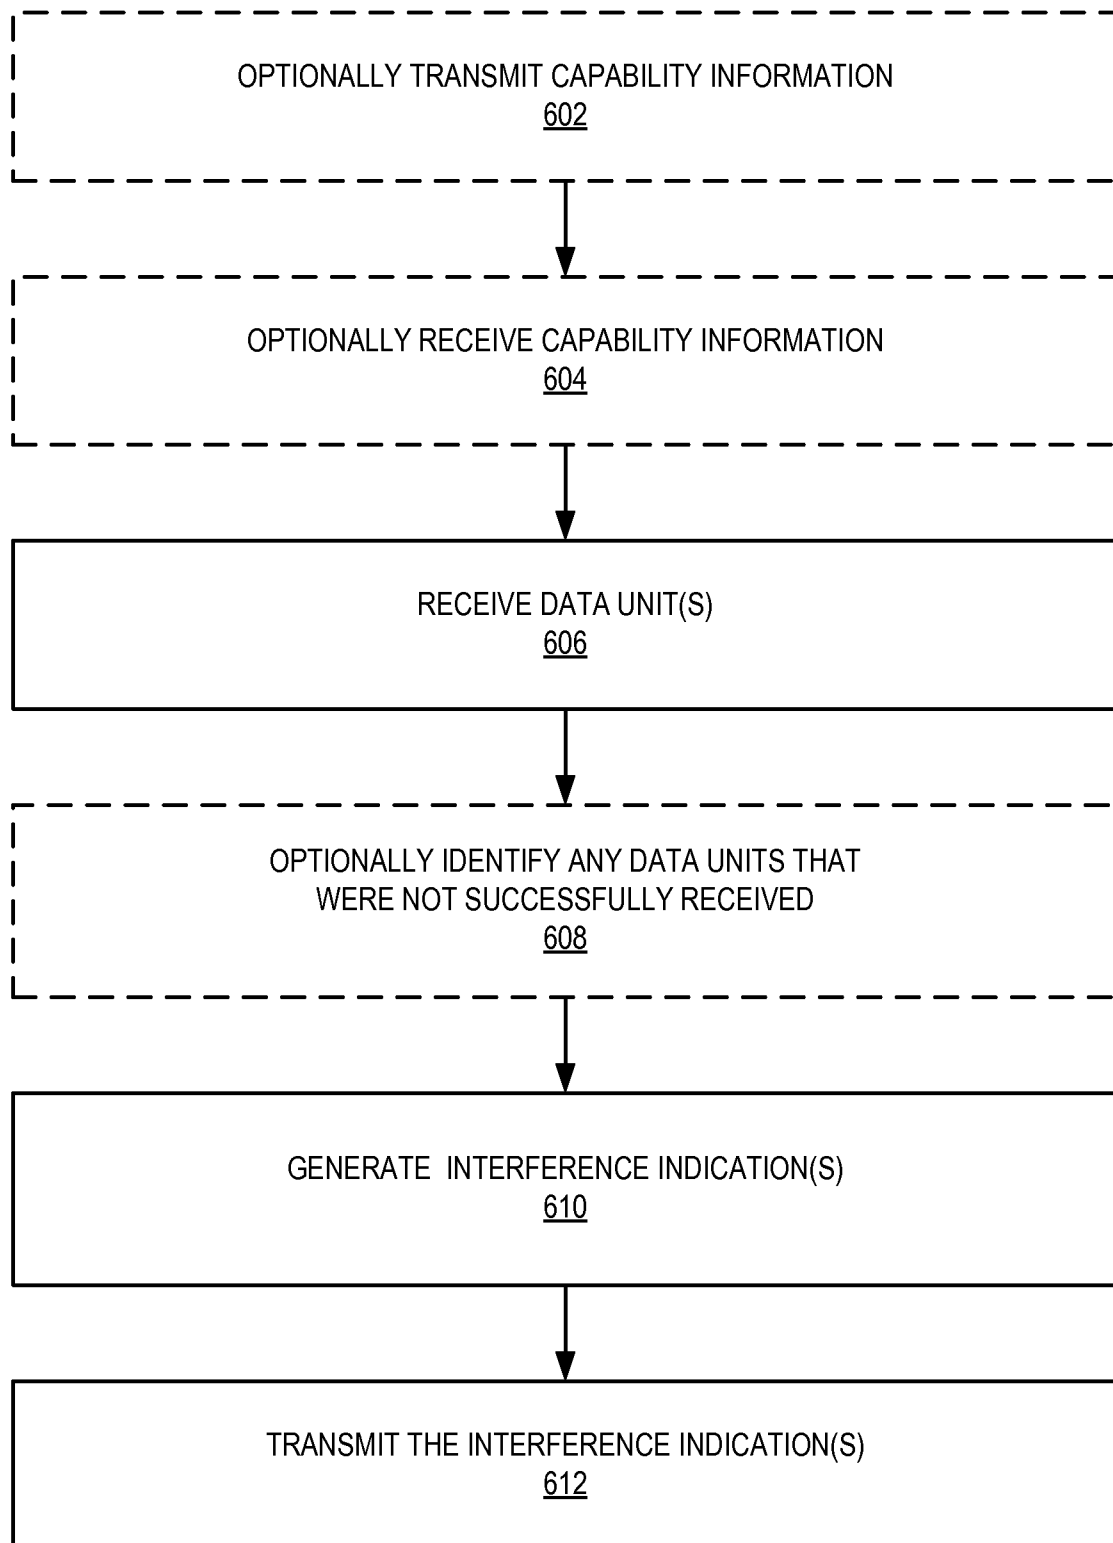 OPTIONALLY TRANSMIT CAPABILITY INFORMATION
602
OPTIONALLY RECEIVE CAPABILITY INFORMATION
604
RECEIVE DATA UNIT(S)
606
OPTIONALLY IDENTIFY ANY DATA UNITS THAT
WERE NOT SUCCESSFULLY RECEIVED
608
GENERATE INTERFERENCE INDICATION(S)
610
TRANSMIT THE INTERFERENCE INDICATION(S)
612